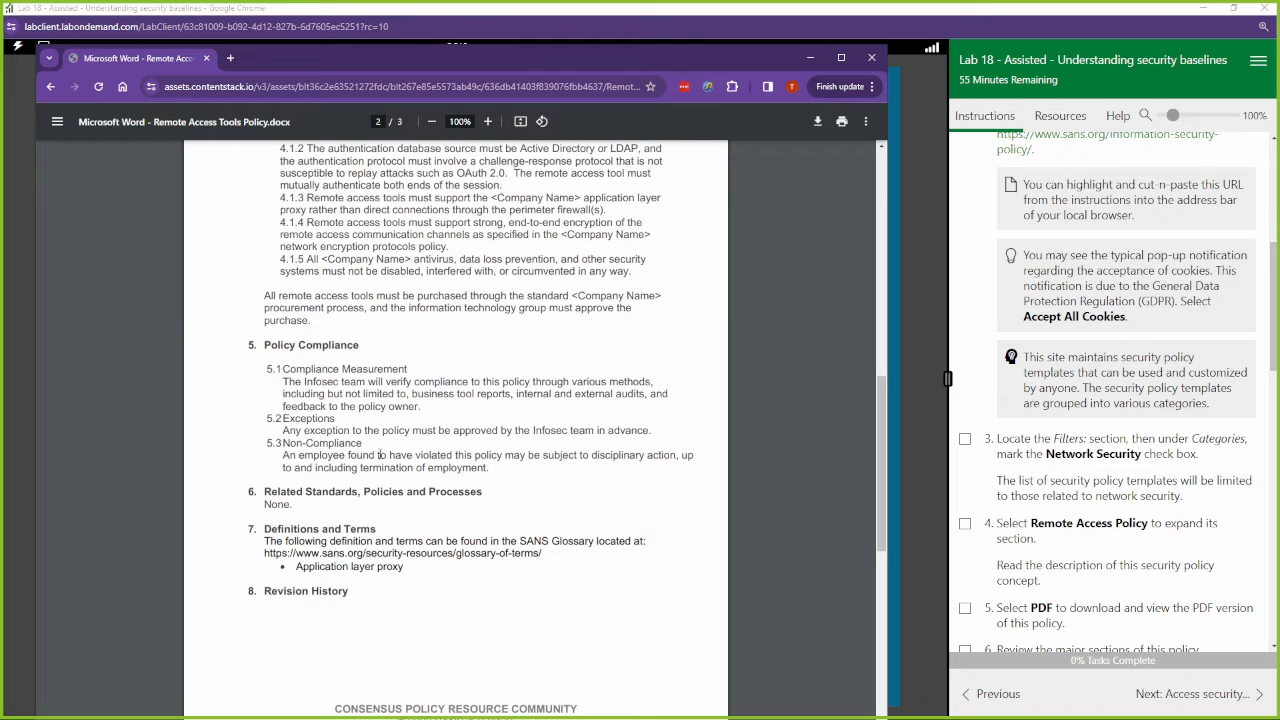 Lab 18 - Assisted - Understanding security baselines - Google Chrome
labclient.labondemand.com/LabClient/63c81009-b092-4d12-827b-6d7605ec5251?rc=10
Microsoft Word - Remote Acce
assets.contentstack.io/v3/assets/blt36c2e63521272fdc/blt267e85e5573ab49c/636db41403f839076fbb4637/Remot...
T
Finish update
Microsoft Word - Remote Access Tools Policy.docx
2 / 3
100%
4.1.2 The authentication database source must be Active Directory or LDAP, and
the authentication protocol must involve a challenge-response protocol that is not
susceptible to replay attacks such as OAuth 2.0. The remote access tool must
mutually authenticate both ends of the session.
4.1.3 Remote access tools must support the <Company Name> application layer
proxy rather than direct connections through the perimeter firewall(s).
4.1.4 Remote access tools must support strong, end-to-end encryption of the
remote access communication channels as specified in the <Company Name>
network encryption protocols policy.
4.1.5 All <Company Name> antivirus, data loss prevention, and other security
systems must not be disabled, interfered with, or circumvented in any way.
All remote access tools must be purchased through the standard <Company Name>
procurement process, and the information technology group must approve the
purchase.
5. Policy Compliance
5.1 Compliance Measurement
The Infosec team will verify compliance to this policy through various methods,
including but not limited to, business tool reports, internal and external audits, and
feedback to the policy owner.
5.2 Exceptions
Any exception to the policy must be approved by the Infosec team in advance.
5.3 Non-Compliance
An employee found to have violated this policy may be subject to disciplinary action, up
to and including termination of employment.
6. Related Standards, Policies and Processes
None.
7. Definitions and Terms
The following definition and terms can be found in the SANS Glossary located at:
https://www.sans.org/security-resources/glossary-of-terms/
• Application layer proxy
8. Revision History
CONSENSUS POLICY RESOURCE COMMUNITY
Lab 18 - Assisted - Understanding security baselines
55 Minutes Remaining
Instructions
Resources
Help
100%
https://www.sans.org/information-security-
policy/.
You can highlight and cut-n-paste this URL
from the instructions into the address bar
of your local browser.
You may see the typical pop-up notification
regarding the acceptance of cookies. This
notification is due to the General Data
Protection Regulation (GDPR). Select
Accept All Cookies.
This site maintains security policy
templates that can be used and customized
by anyone. The security policy templates
are grouped into various categories.
3. Locate the Filters: section, then under Categories,
mark the Network Security check box.
The list of security policy templates will be limited
to those related to network security.
4. Select Remote Access Policy to expand its
section.
Read the description of this security policy
concept.
5. Select PDF to download and view the PDF version
of this policy.
6. Review the major sections of this policy
0% Tasks Complete
Previous
Next: Access security...